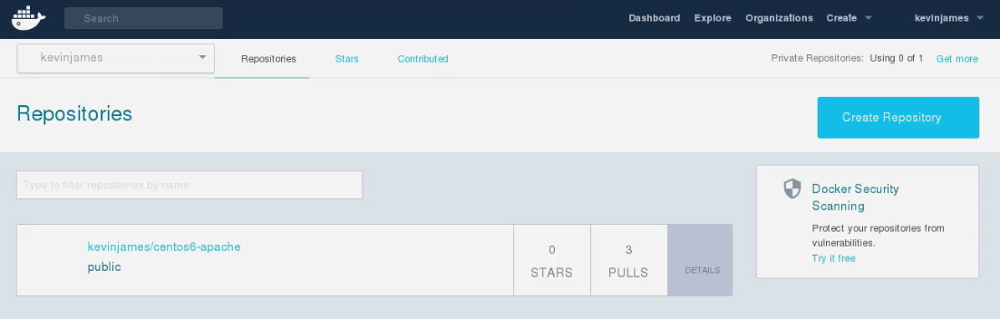 Search
Dashboard Explore Organizations Create kevinjames
kevinjames
Repositories Stars Contributed
Private Repositories: Using 0 of 1 Get more
Repositories
Create Repository
Type to filter repositories by name
kevinjames/centos6-apache
public
0
STARS
3
PULLS
DETAILS
Docker Security
Scanning
Protect your repositories from
vulnerabilities.
Try it free